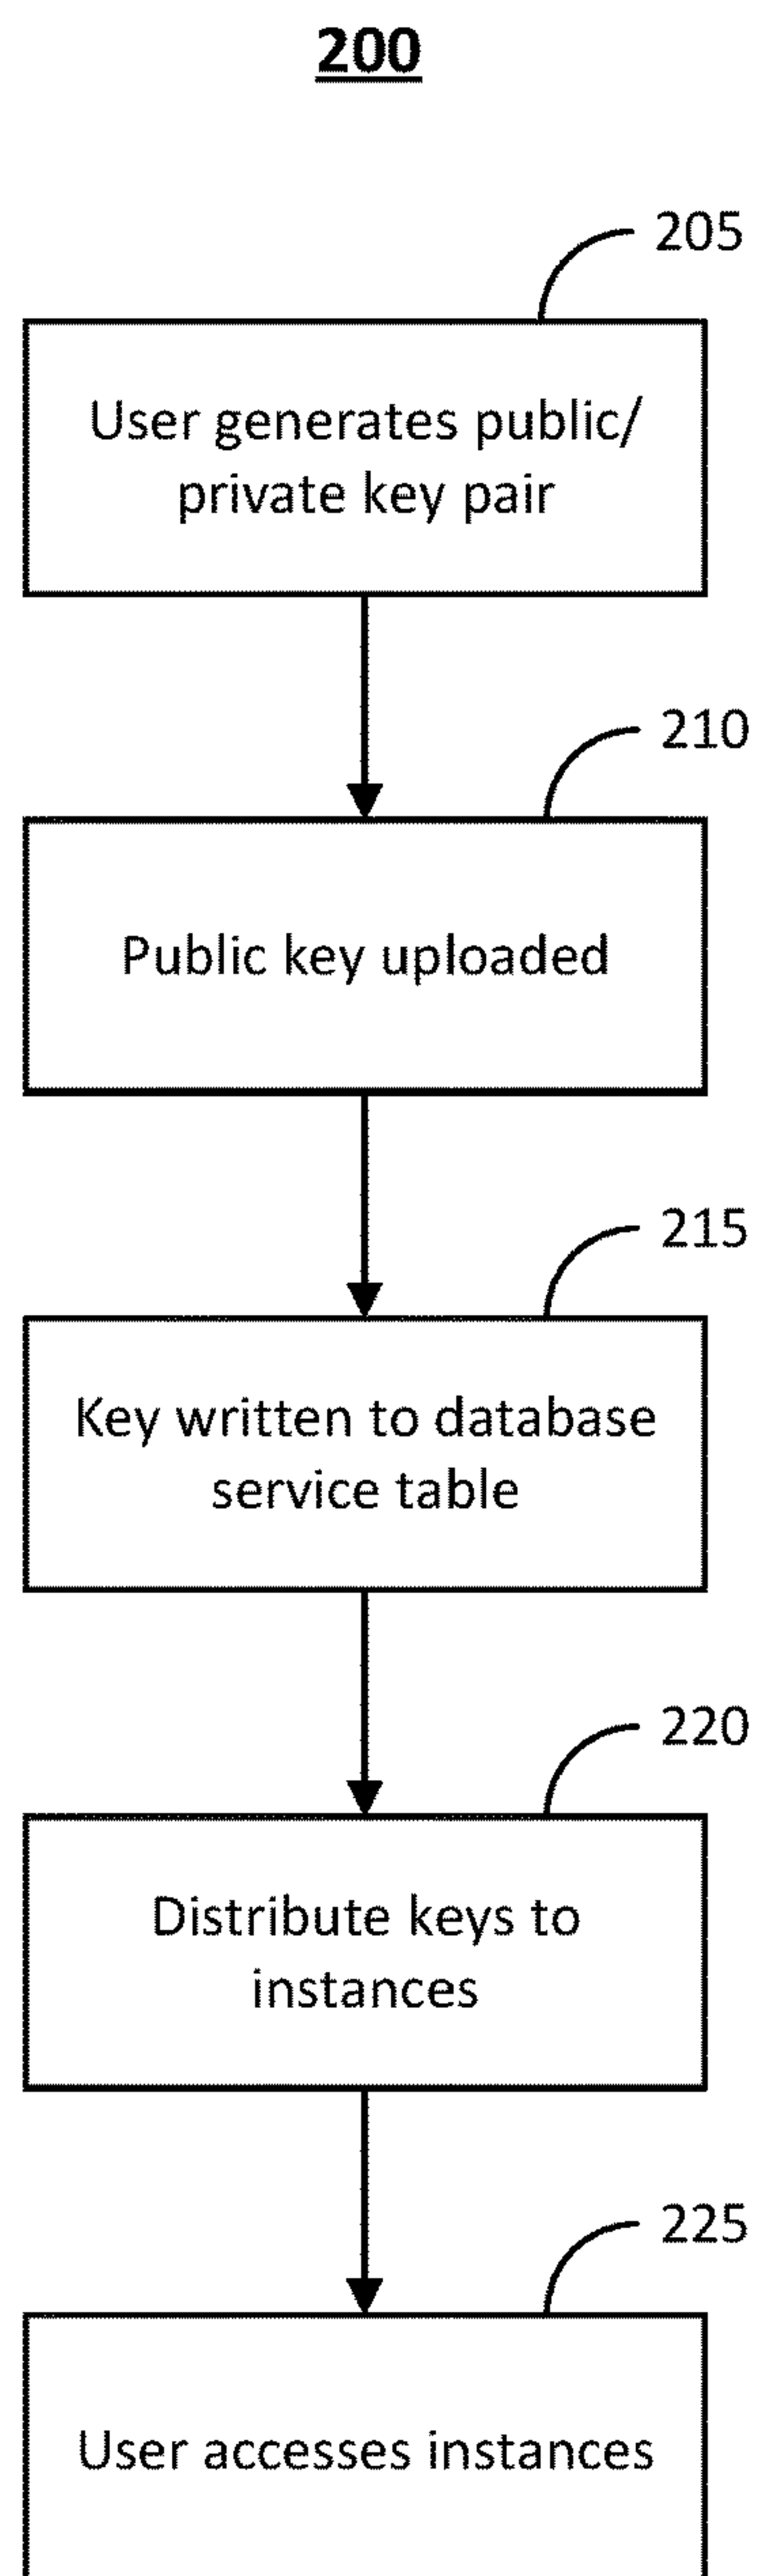 200
205
User generates public/
private key pair
210
Public key uploaded
215
Key written to database
service table
220
Distribute keys to
instances
225
User accesses instances